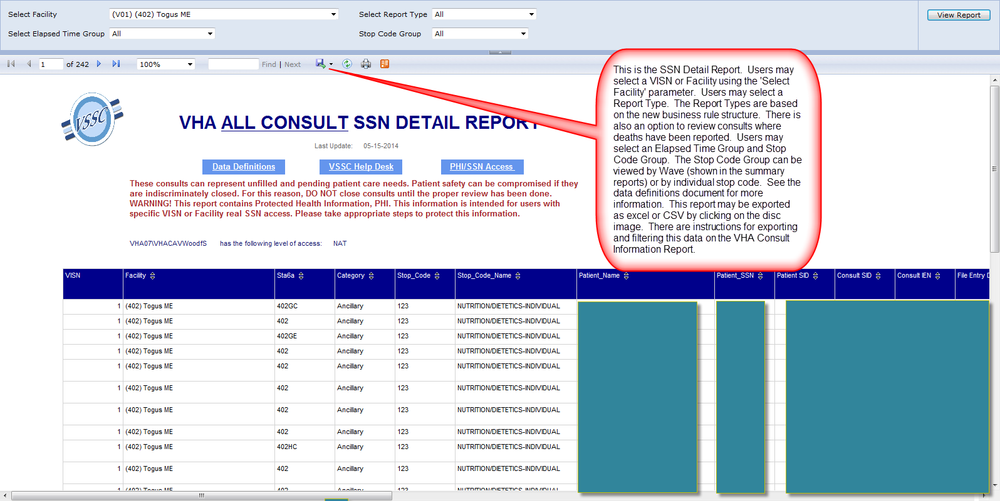 Select Facility (V01) (402) Togus ME Select Report Type All View Report
Select Elapsed Time Group All Stop Code Group All
1 of 242 100% Find | Next
This is the SSN Detail Report. Users may
select a VISN or Facility using the 'Select
Facility' parameter. Users may select a
Report Type. The Report Types are based
on the new business rule structure. There is
also an option to review consults where
deaths have been reported. Users may
select an Elapsed Time Group and Stop
Code Group. The Stop Code Group can be
viewed by Wave (shown in the summary
reports) or by individual stop code. See the
data definitions document for more
information. This report may be exported
as excel or CSV by clicking on the disc
image. There are instructions for exporting
and filtering this data on the VHA Consult
Information Report.
VSSC
VHA ALL CONSULT SSN DETAIL REPORT
Last Update: 05-15-2014
Data Definitions VSSC Help Desk PHI/SSN Access
These consults can represent unfilled and pending patient care needs. Patient safety can be compromised if they
are indiscriminately closed. For this reason, DO NOT close consults until the proper review has been done.
WARNING! This report contains Protected Health Information, PHI. This information is intended for users with
specific VISN or Facility real SSN access. Please take appropriate steps to protect this information.
VHA07\VHACAVWoodfS has the following level of access: NAT
VISN Facility Sta6a Category Stop_Code Stop_Code_Name Patient_Name Patient_SSN Patient SID Consult SID Consult IEN File Entry D
1 (402) Togus ME 402GC Ancillary 123 NUTRITION/DIETETICS-INDIVIDUAL
1 (402) Togus ME 402 Ancillary 123 NUTRITION/DIETETICS-INDIVIDUAL
1 (402) Togus ME 402GE Ancillary 123 NUTRITION/DIETETICS-INDIVIDUAL
1 (402) Togus ME 402 Ancillary 123 NUTRITION/DIETETICS-INDIVIDUAL
1 (402) Togus ME 402 Ancillary 123 NUTRITION/DIETETICS-INDIVIDUAL
1 (402) Togus ME 402 Ancillary 123 NUTRITION/DIETETICS-INDIVIDUAL
1 (402) Togus ME 402 Ancillary 123 NUTRITION/DIETETICS-INDIVIDUAL
1 (402) Togus ME 402 Ancillary 123 NUTRITION/DIETETICS-INDIVIDUAL
1 (402) Togus ME 402HC Ancillary 123 NUTRITION/DIETETICS-INDIVIDUAL
1 (402) Togus ME 402 Ancillary 123 NUTRITION/DIETETICS-INDIVIDUAL
1 (402) Togus ME 402 Ancillary 123 NUTRITION/DIETETICS-INDIVIDUAL